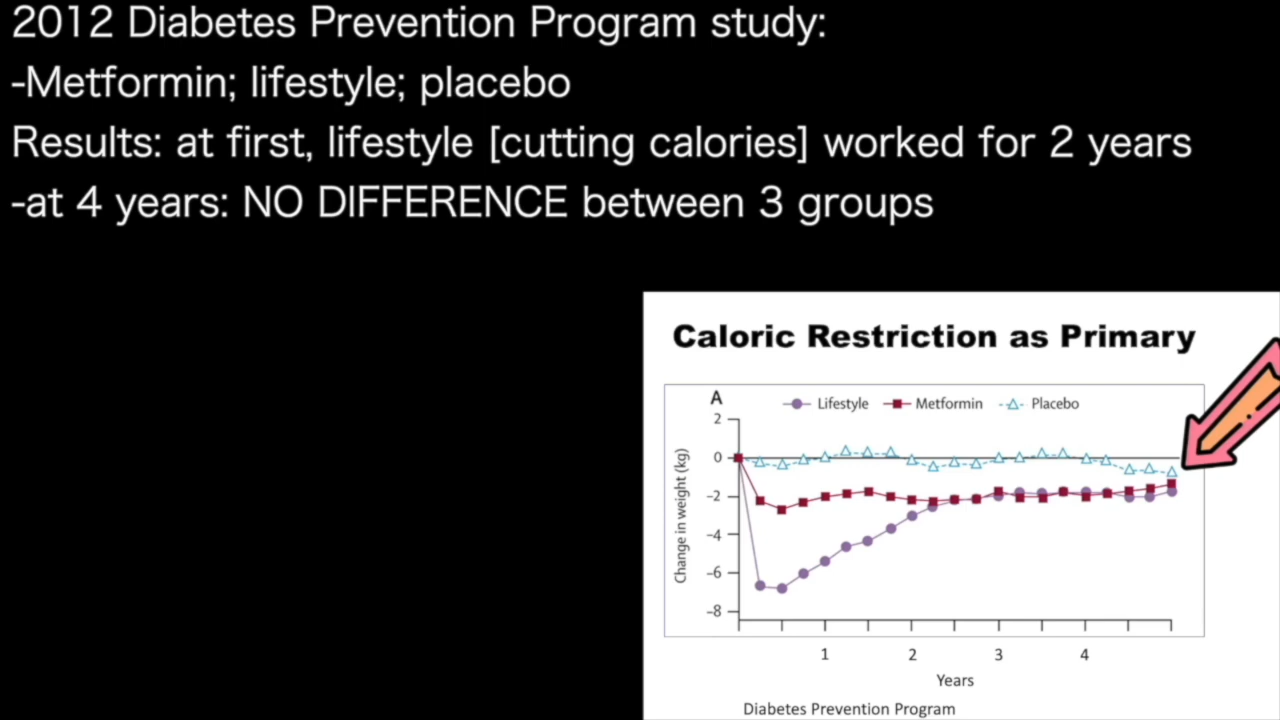 2012 Diabetes Prevention Program study:
-Metformin; lifestyle; placebo
Results: at first, lifestyle [cutting calories] worked for 2 years
-at 4 years: NO DIFFERENCE between 3 groups
Caloric Restriction as Primary
A
Lifestyle Metformin Placebo
2
0
-2
-4
-6
-8
Change in weight (kg)
1 2 3 4
Years
Diabetes Prevention Program